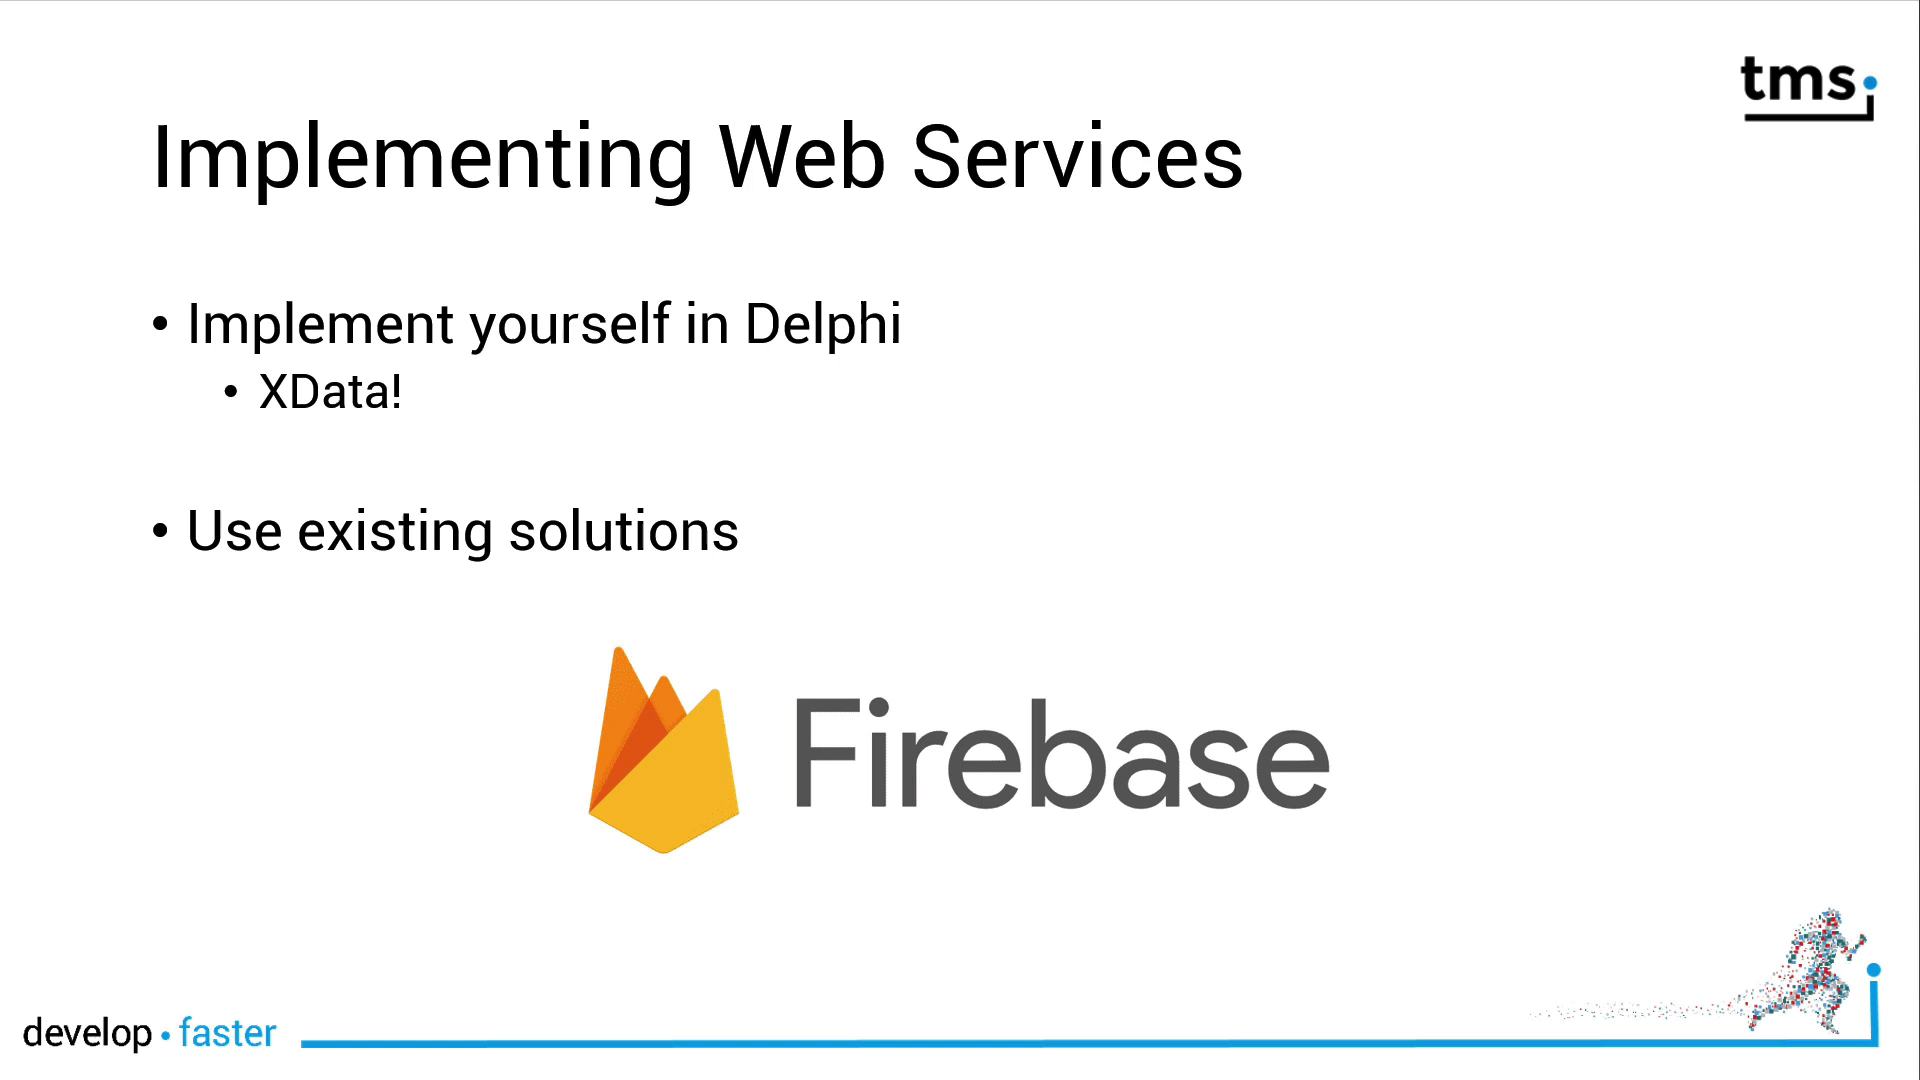 tms
Implementing Web Services
• Implement yourself in Delphi
• XData!
• Use existing solutions
Firebase
develop • faster